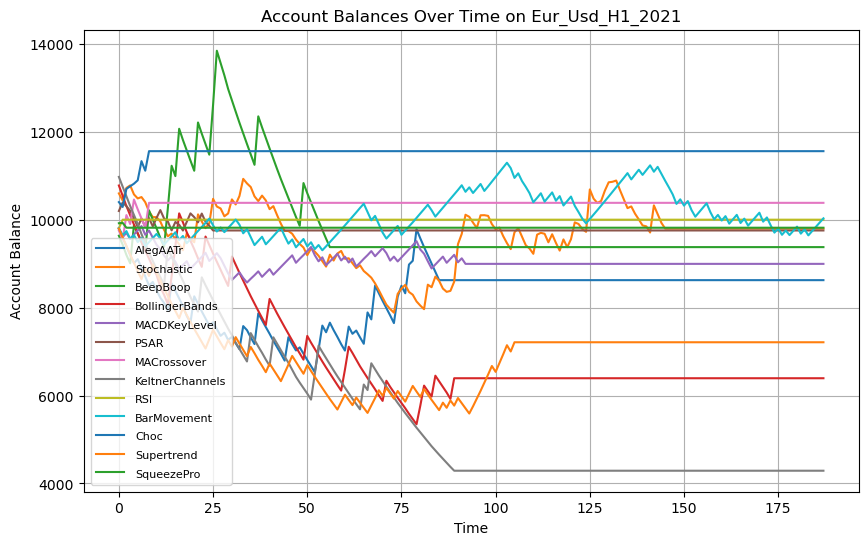 Account Balances Over Time on Eur_Usd_H1_2021
14000
12000
10000
8000
6000
4000
Account Balance
AlegAATr
Stochastic
BeepBoop
BollingerBands
MACDKeyLevel
PSAR
MACrossover
KeltnerChannels
RSI
BarMovement
Choc
Supertrend
SqueezePro
0 25 50 75 100 125 150 175
Time